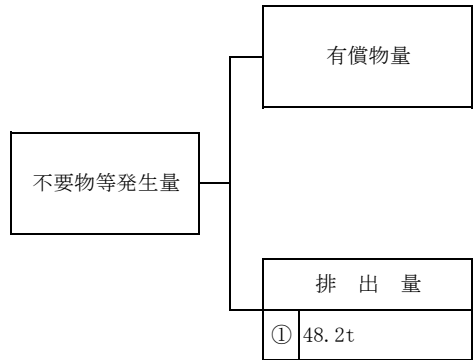 有償物量
不要物等発生量
排 出 量
① 48.2t